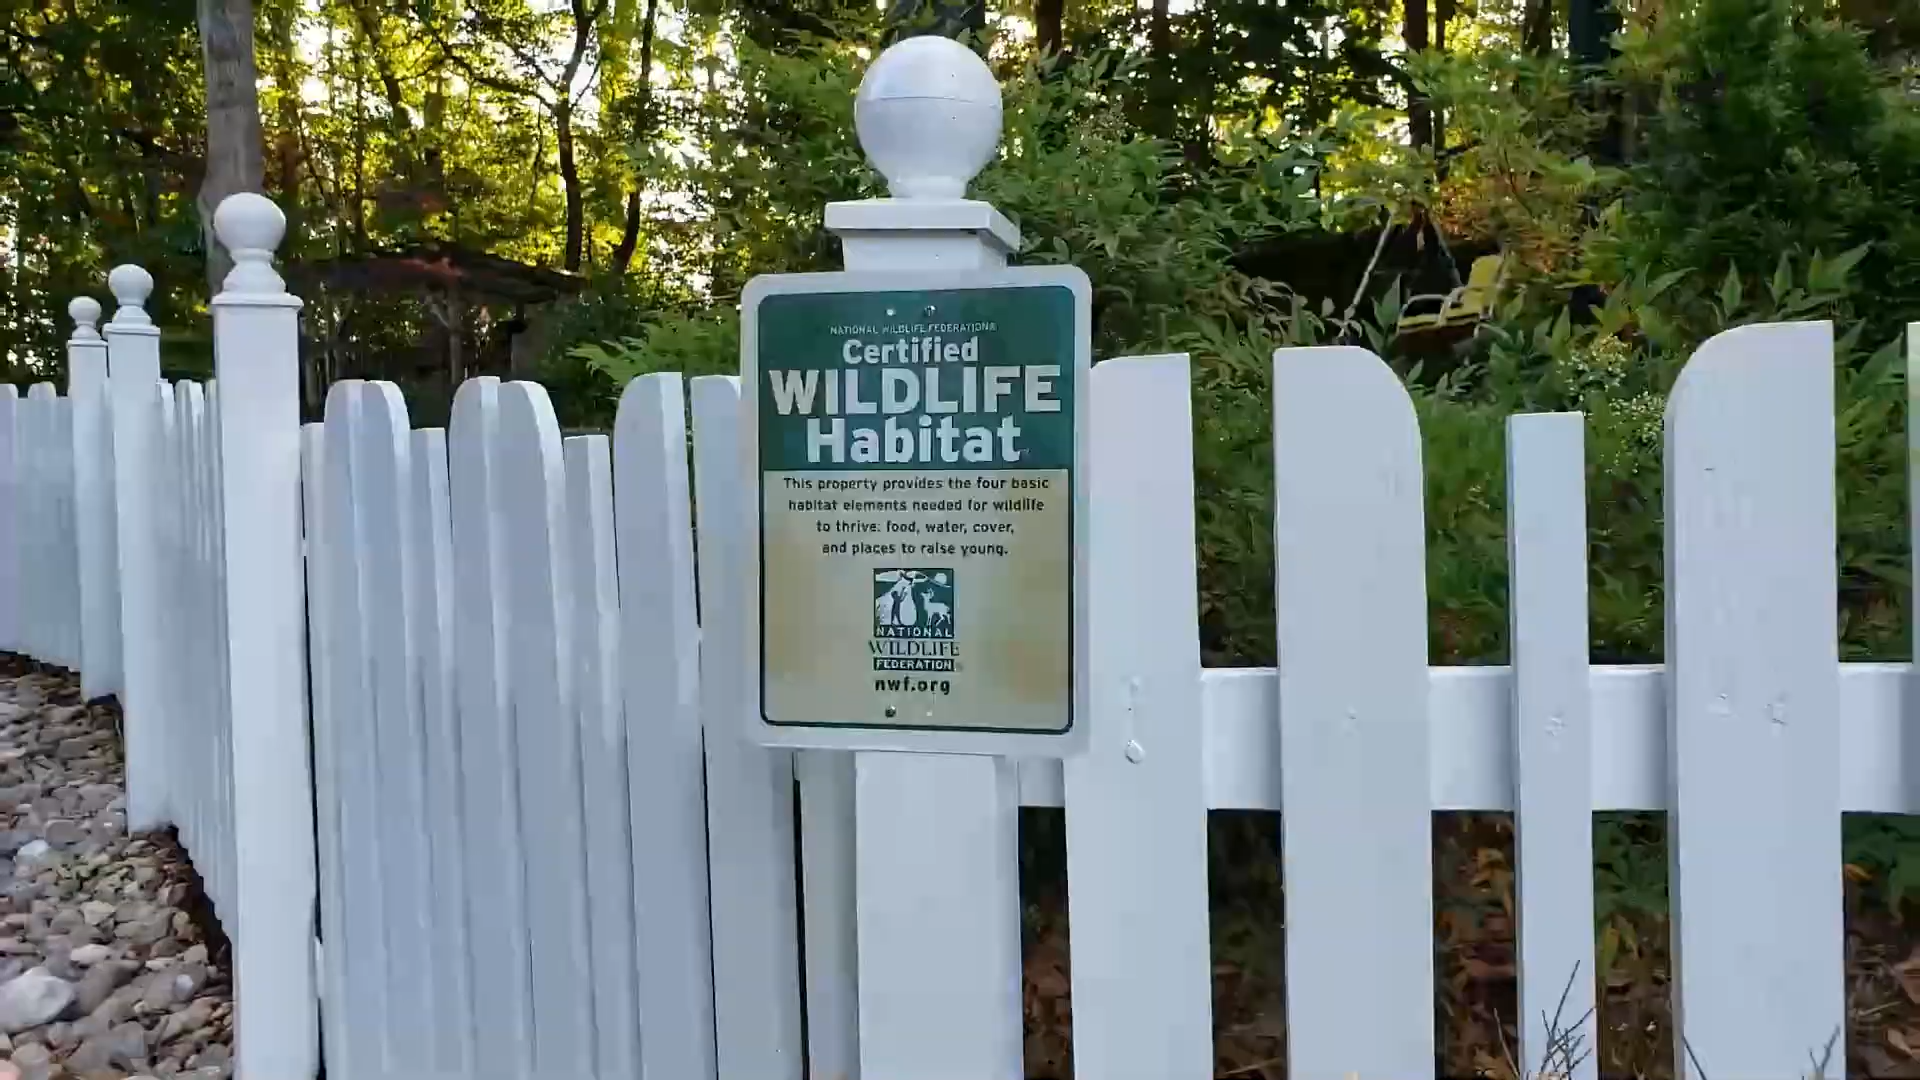 NATIONAL WILDLIFE FEDERATION®
Certified
WILDLIFE
Habitat
This property provides the four basic
habitat elements needed for wildlife
to thrive: food, water, cover,
and places to raise young.
NATIONAL
WILDLIFE
FEDERATION
nwf.org